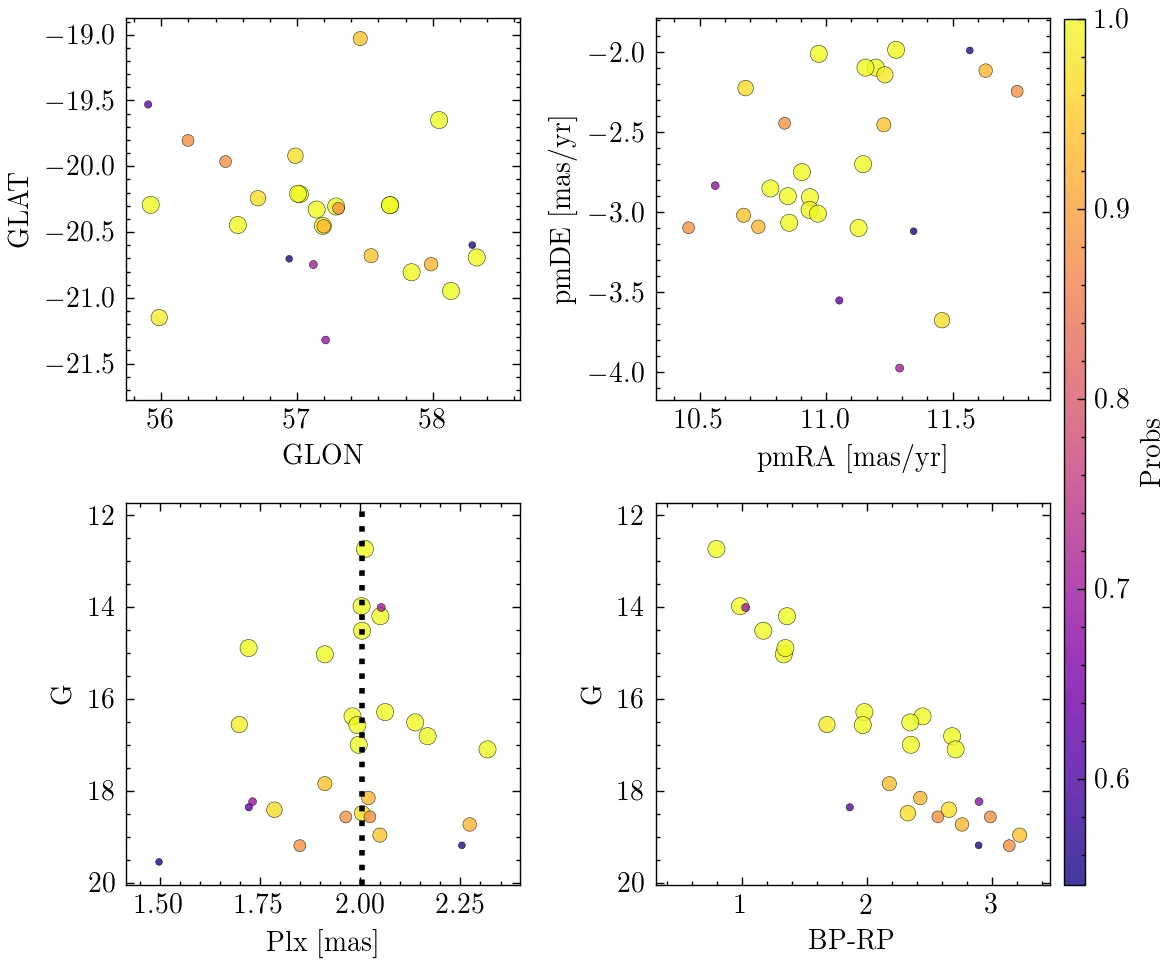 −19.0
−19.5
−20.0
−20.5
−21.0
−21.5
GLAT
56 57 58
GLON
−2.0
−2.5
−3.0
−3.5
−4.0
pmDE [mas/yr]
10.5 11.0 11.5
pmRA [mas/yr]
12
14
16
18
20
G
1.50 1.75 2.00 2.25
Plx [mas]
12
14
16
18
20
G
1 2 3
BP-RP
1.0
0.9
0.8
0.7
0.6
Probs